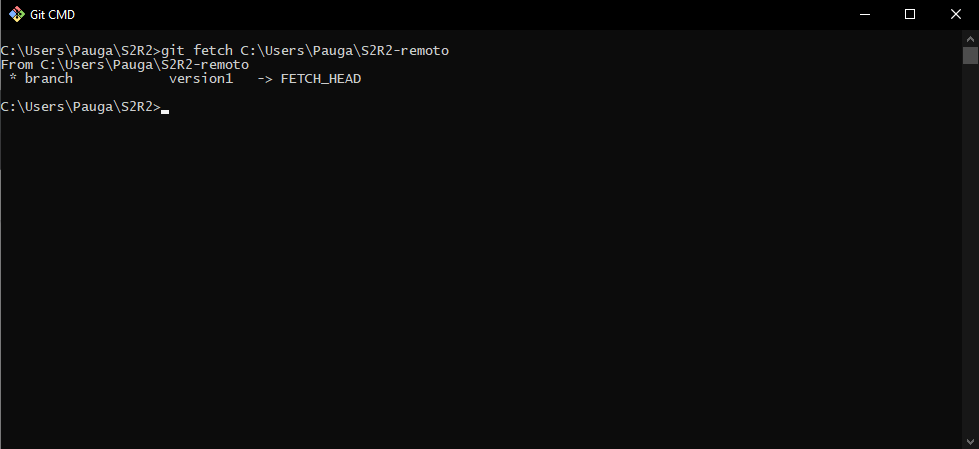 Git CMD
C:\Users\Pauga\S2R2>git fetch C:\Users\Pauga\S2R2-remoto
From C:\Users\Pauga\S2R2-remoto
 * branch            version1   -> FETCH_HEAD
C:\Users\Pauga\S2R2>